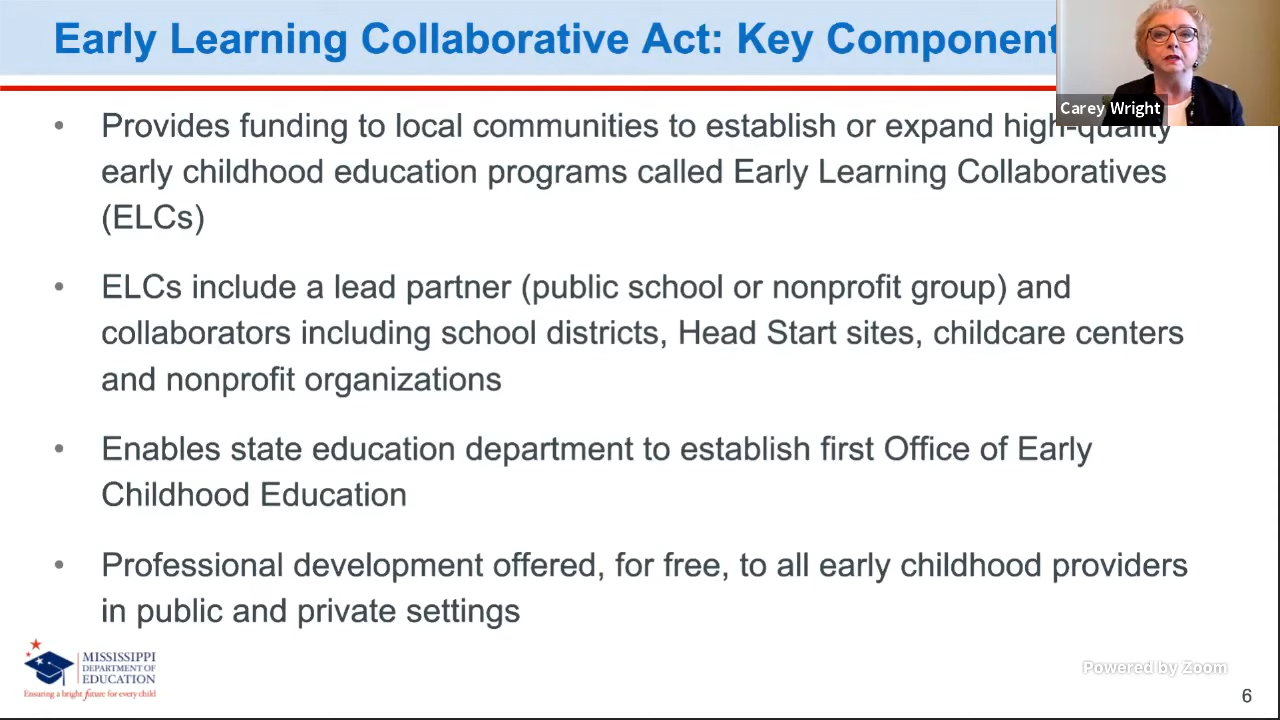 Early Learning Collaborative Act: Key Component
Carey Wright
• Provides funding to local communities to establish or expand high-quality
early childhood education programs called Early Learning Collaboratives
(ELCs)
• ELCs include a lead partner (public school or nonprofit group) and
collaborators including school districts, Head Start sites, childcare centers
and nonprofit organizations
• Enables state education department to establish first Office of Early
Childhood Education
• Professional development offered, for free, to all early childhood providers
in public and private settings
MISSISSIPPI
DEPARTMENT OF
EDUCATION
Ensuring a bright future for every child
Powered by Zoom
6